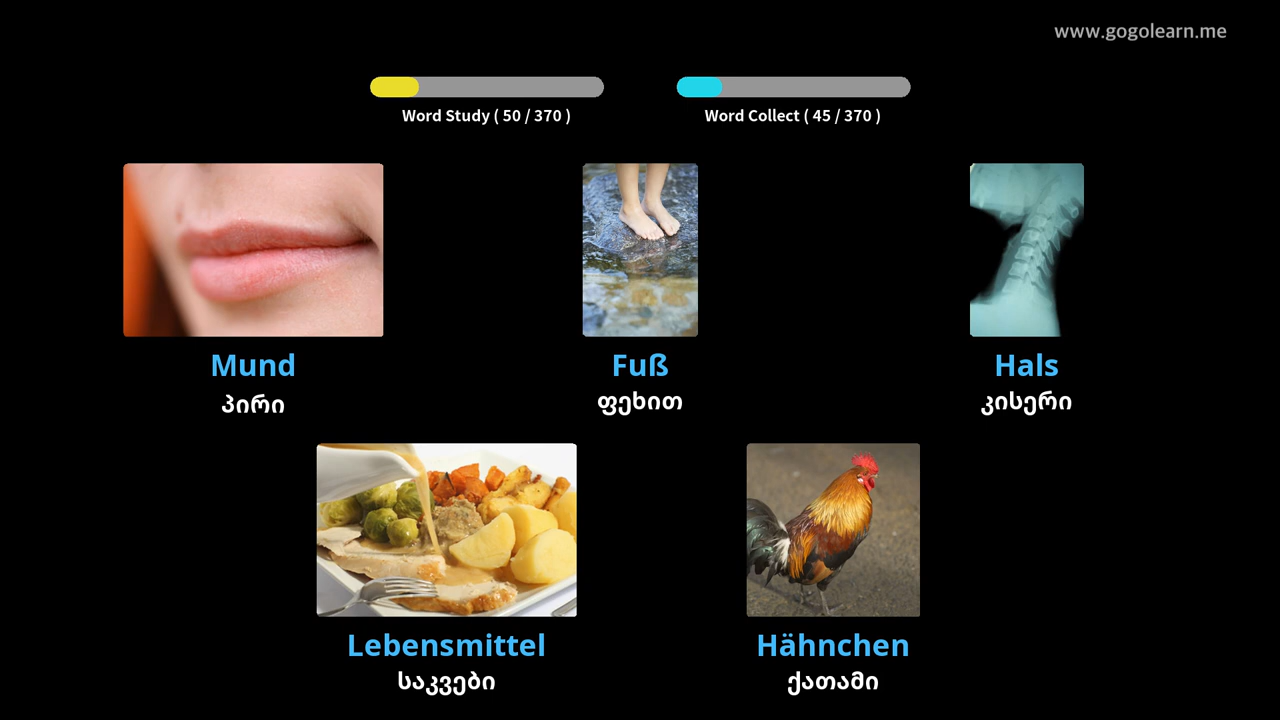 www.gogolearn.me
Word Study ( 50 / 370 )
Word Collect ( 45 / 370 )
Mund
პირი
Fuß
ფეხით
Hals
კისერი
Lebensmittel
საკვები
Hähnchen
ქათამი